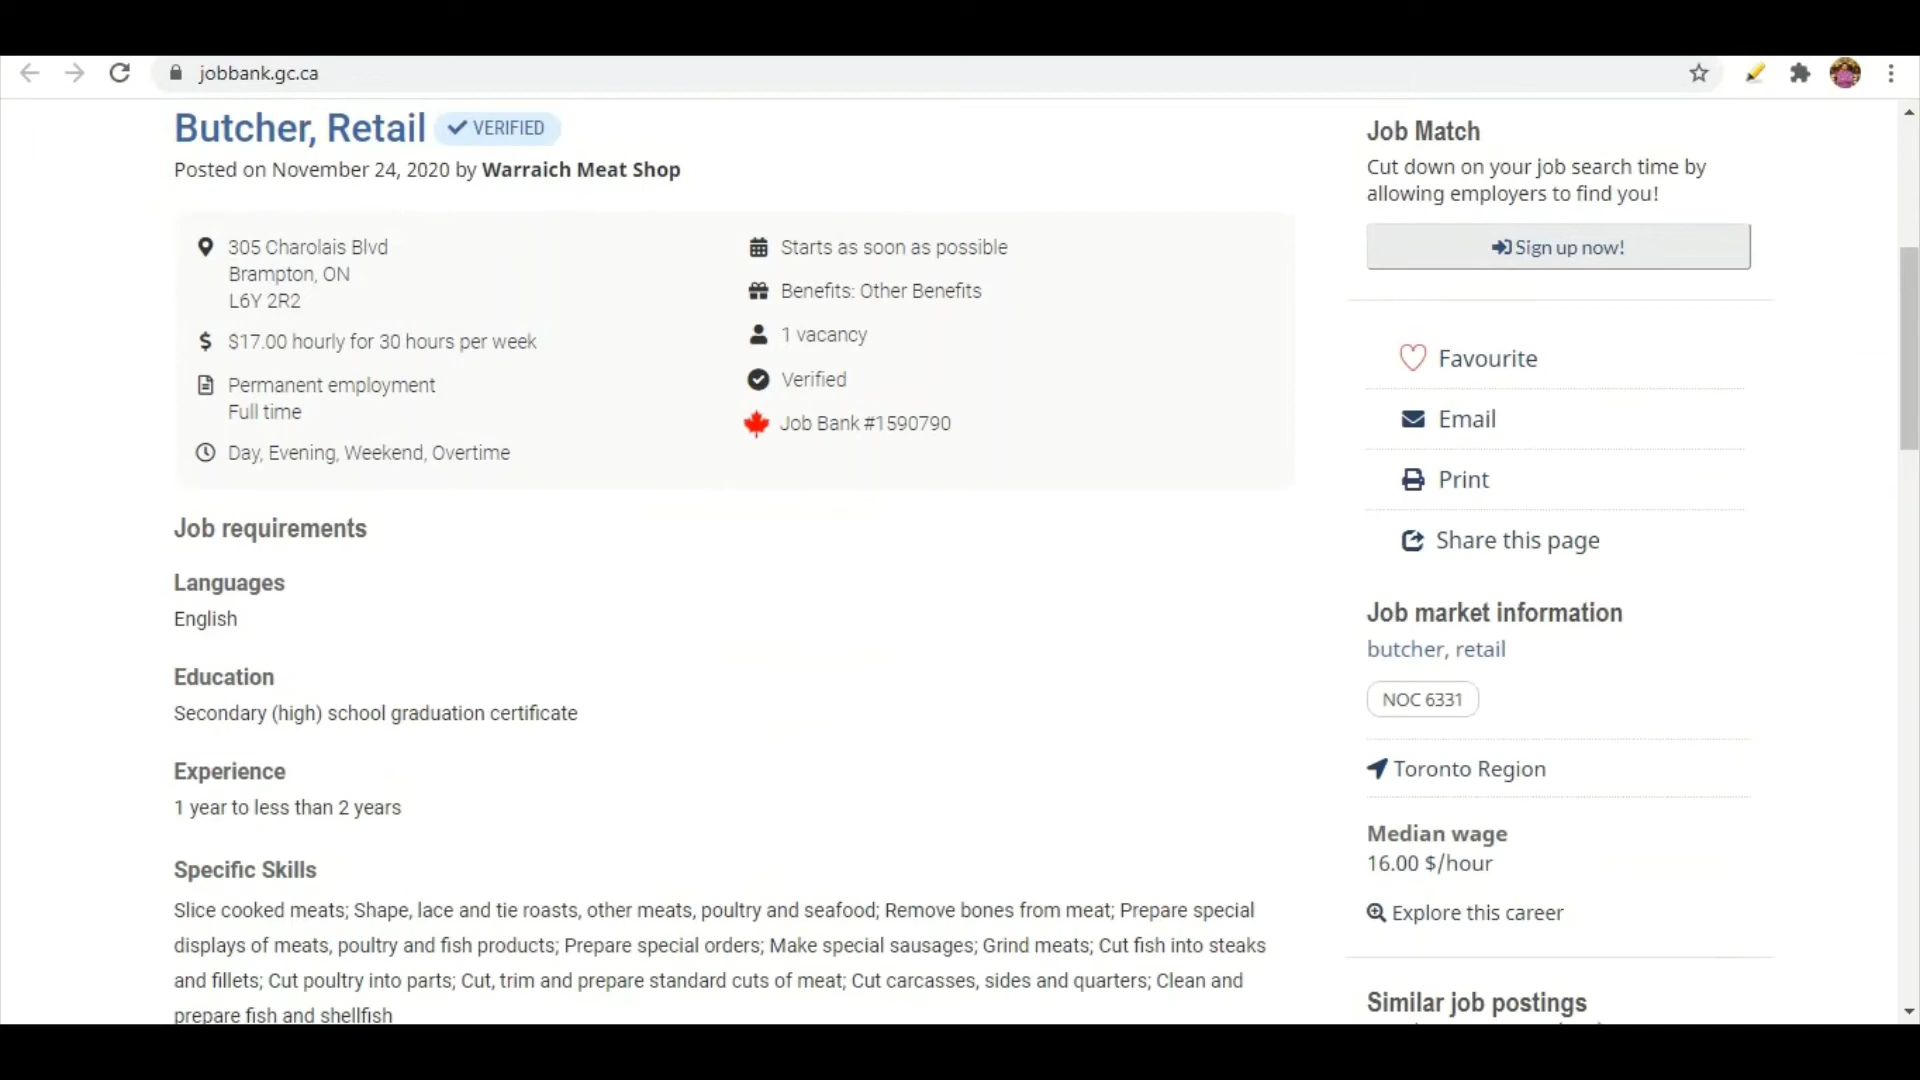 jobbank.gc.ca
Butcher, Retail VERIFIED
Posted on November 24, 2020 by Warraich Meat Shop
305 Charolais Blvd
Brampton, ON
L6Y 2R2
$ $17.00 hourly for 30 hours per week
Permanent employment
Full time
Day, Evening, Weekend, Overtime
Starts as soon as possible
Benefits: Other Benefits
1 vacancy
Verified
Job Bank #1590790
Job requirements
Languages
English
Education
Secondary (high) school graduation certificate
Experience
1 year to less than 2 years
Specific Skills
Slice cooked meats; Shape, lace and tie roasts, other meats, poultry and seafood; Remove bones from meat; Prepare special
displays of meats, poultry and fish products; Prepare special orders; Make special sausages; Grind meats; Cut fish into steaks
and fillets; Cut poultry into parts; Cut, trim and prepare standard cuts of meat; Cut carcasses, sides and quarters; Clean and
prepare fish and shellfish
Job Match
Cut down on your job search time by
allowing employers to find you!
Sign up now!
Favourite
Email
Print
Share this page
Job market information
butcher, retail
NOC 6331
Toronto Region
Median wage
16.00 $/hour
Explore this career
Similar job postings